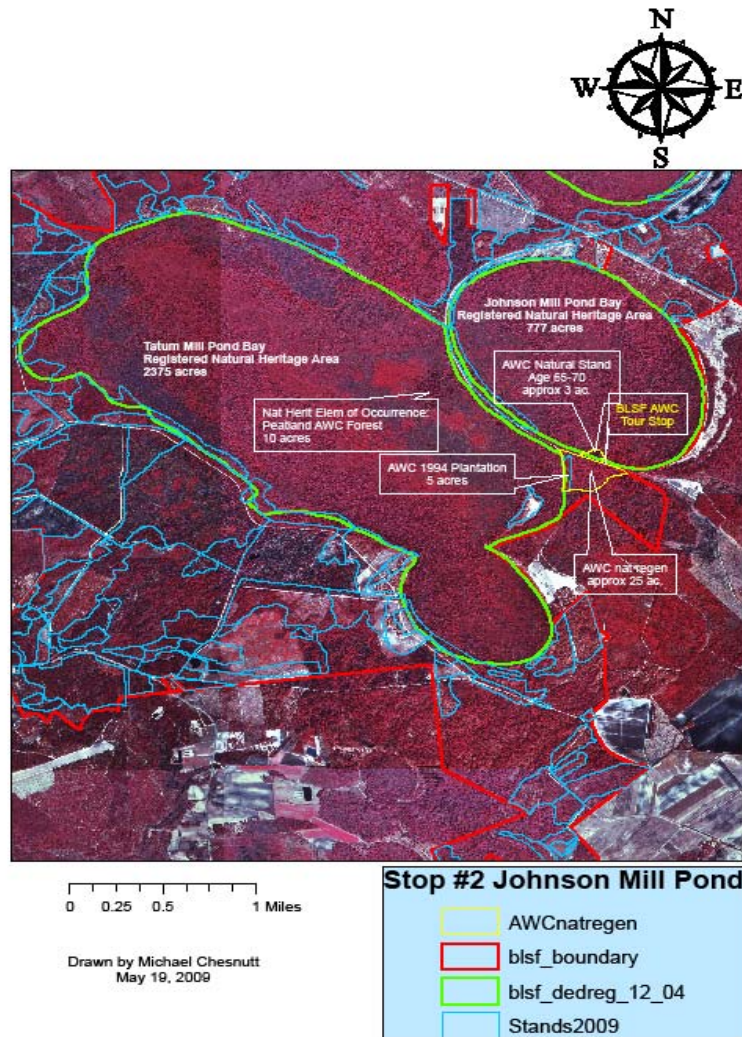 N
W E
S
Johnson Mill Pond Bay
Registered Natural Heritage Area
777 acres
Tatum Mill Pond Bay
Registered Natural Heritage Area
2375 acres
AWC Natural Stand
Age 65-70
approx 3 ac.
BLSF AWC
Tour Stop
Nat Herit Elem of Occurrence:
Peatland AWC Forest
10 acres
AWC 1994 Plantation
5 acres
AWC natregen
approx 25 ac.
0 0.25 0.5 1 Miles
Drawn by Michael Chesnutt
May 19, 2009
Stop #2 Johnson Mill Pond
AWCnatregen
blsf_boundary
blsf_dedreg_12_04
Stands2009